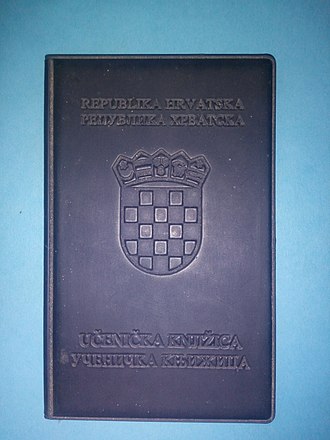 REPUBLIKA HRVATSKA
РЕПУБЛИКА ХРВАТСКА
UČENIČKA KNJIŽICA
УЧЕНИЧКА КЊИЖИЦА